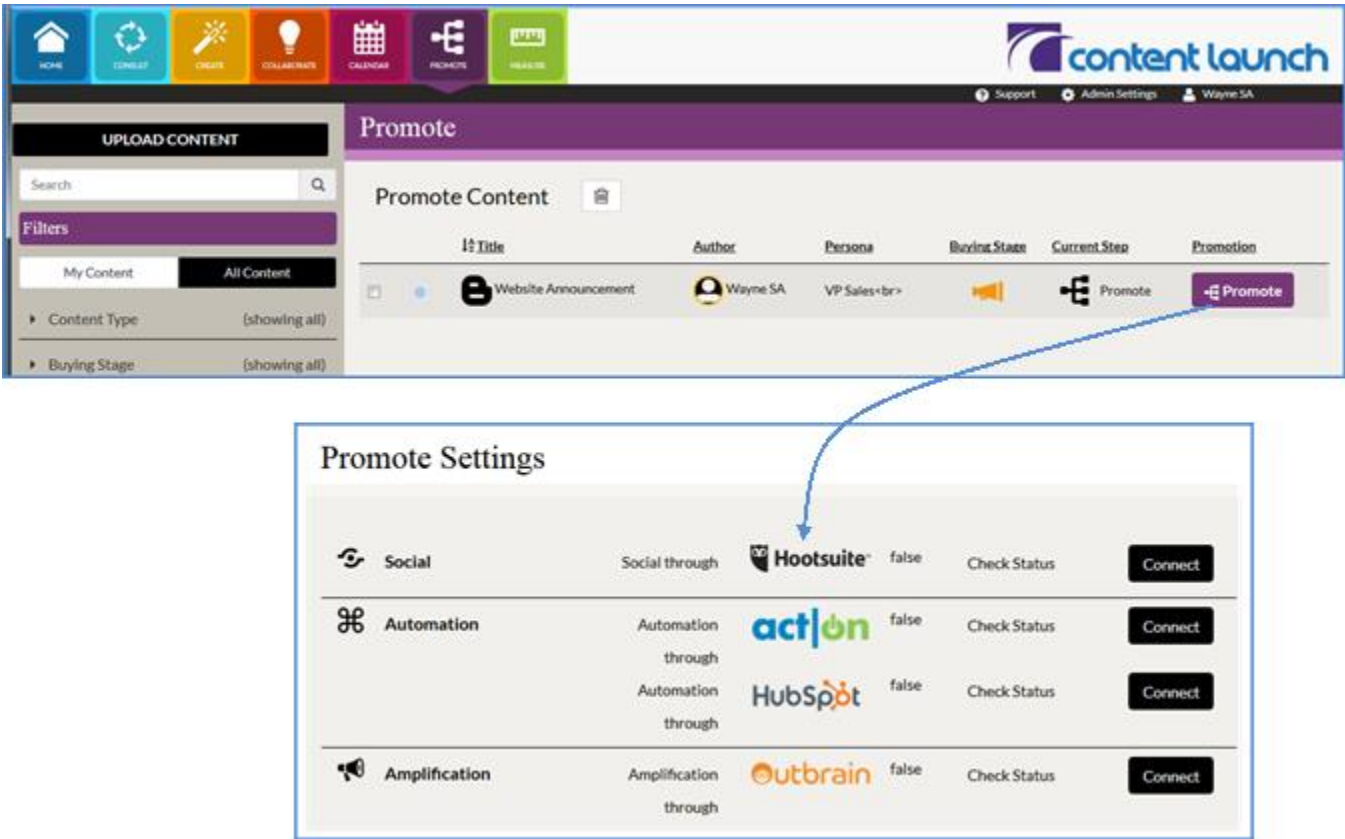 HOME
CONSULT
CREATE
COLLABORATE
CALENDAR
PROMOTE
MEASURE
content launch
Support Admin Settings Wayne SA
UPLOAD CONTENT
Promote
Search
Promote Content
Filters
Title Author Persona Buying Stage Current Step Promotion
My Content All Content
Website Announcement Wayne SA VP Sales<br> Promote Promote
Content Type (showing all)
Buying Stage (showing all)
Promote Settings
Social Social through Hootsuite false Check Status Connect
Automation Automation through act|on false Check Status Connect
Automation through HubSpot false Check Status Connect
Amplification Amplification through Outbrain false Check Status Connect